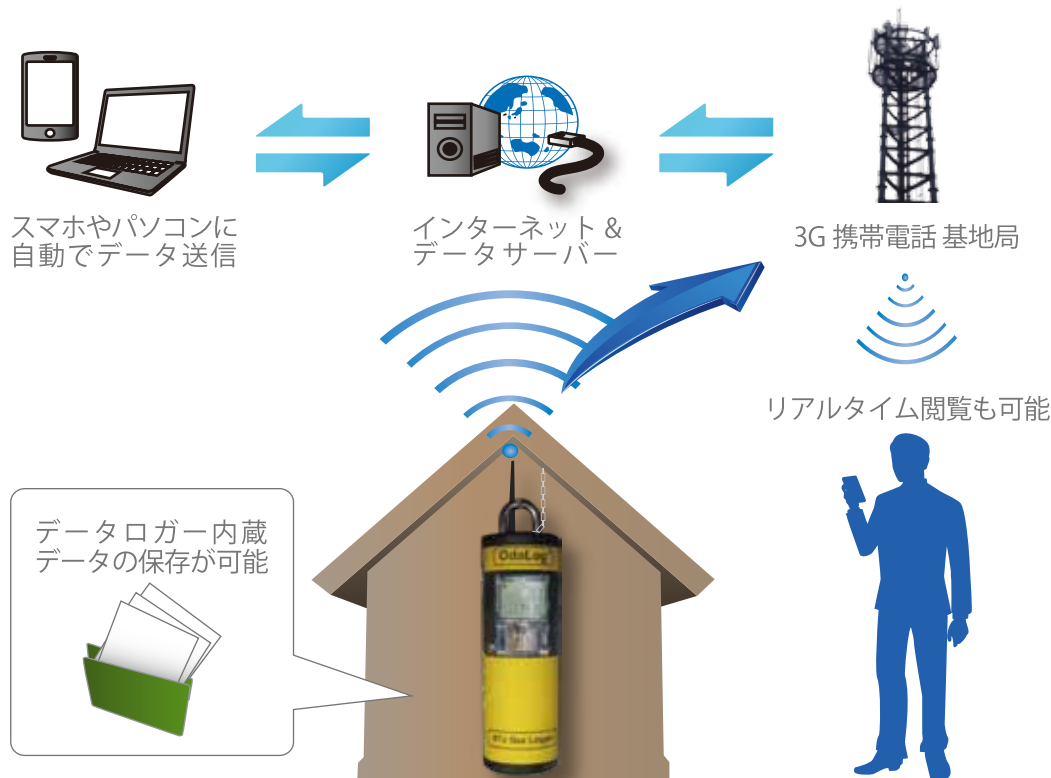 スマホやパソコンに
自動でデータ送信
インターネット &
データサーバー
3G 携帯電話 基地局
リアルタイム閲覧も可能
データロガー内蔵
データの保存が可能
OdaLog
RTx Gas Logger